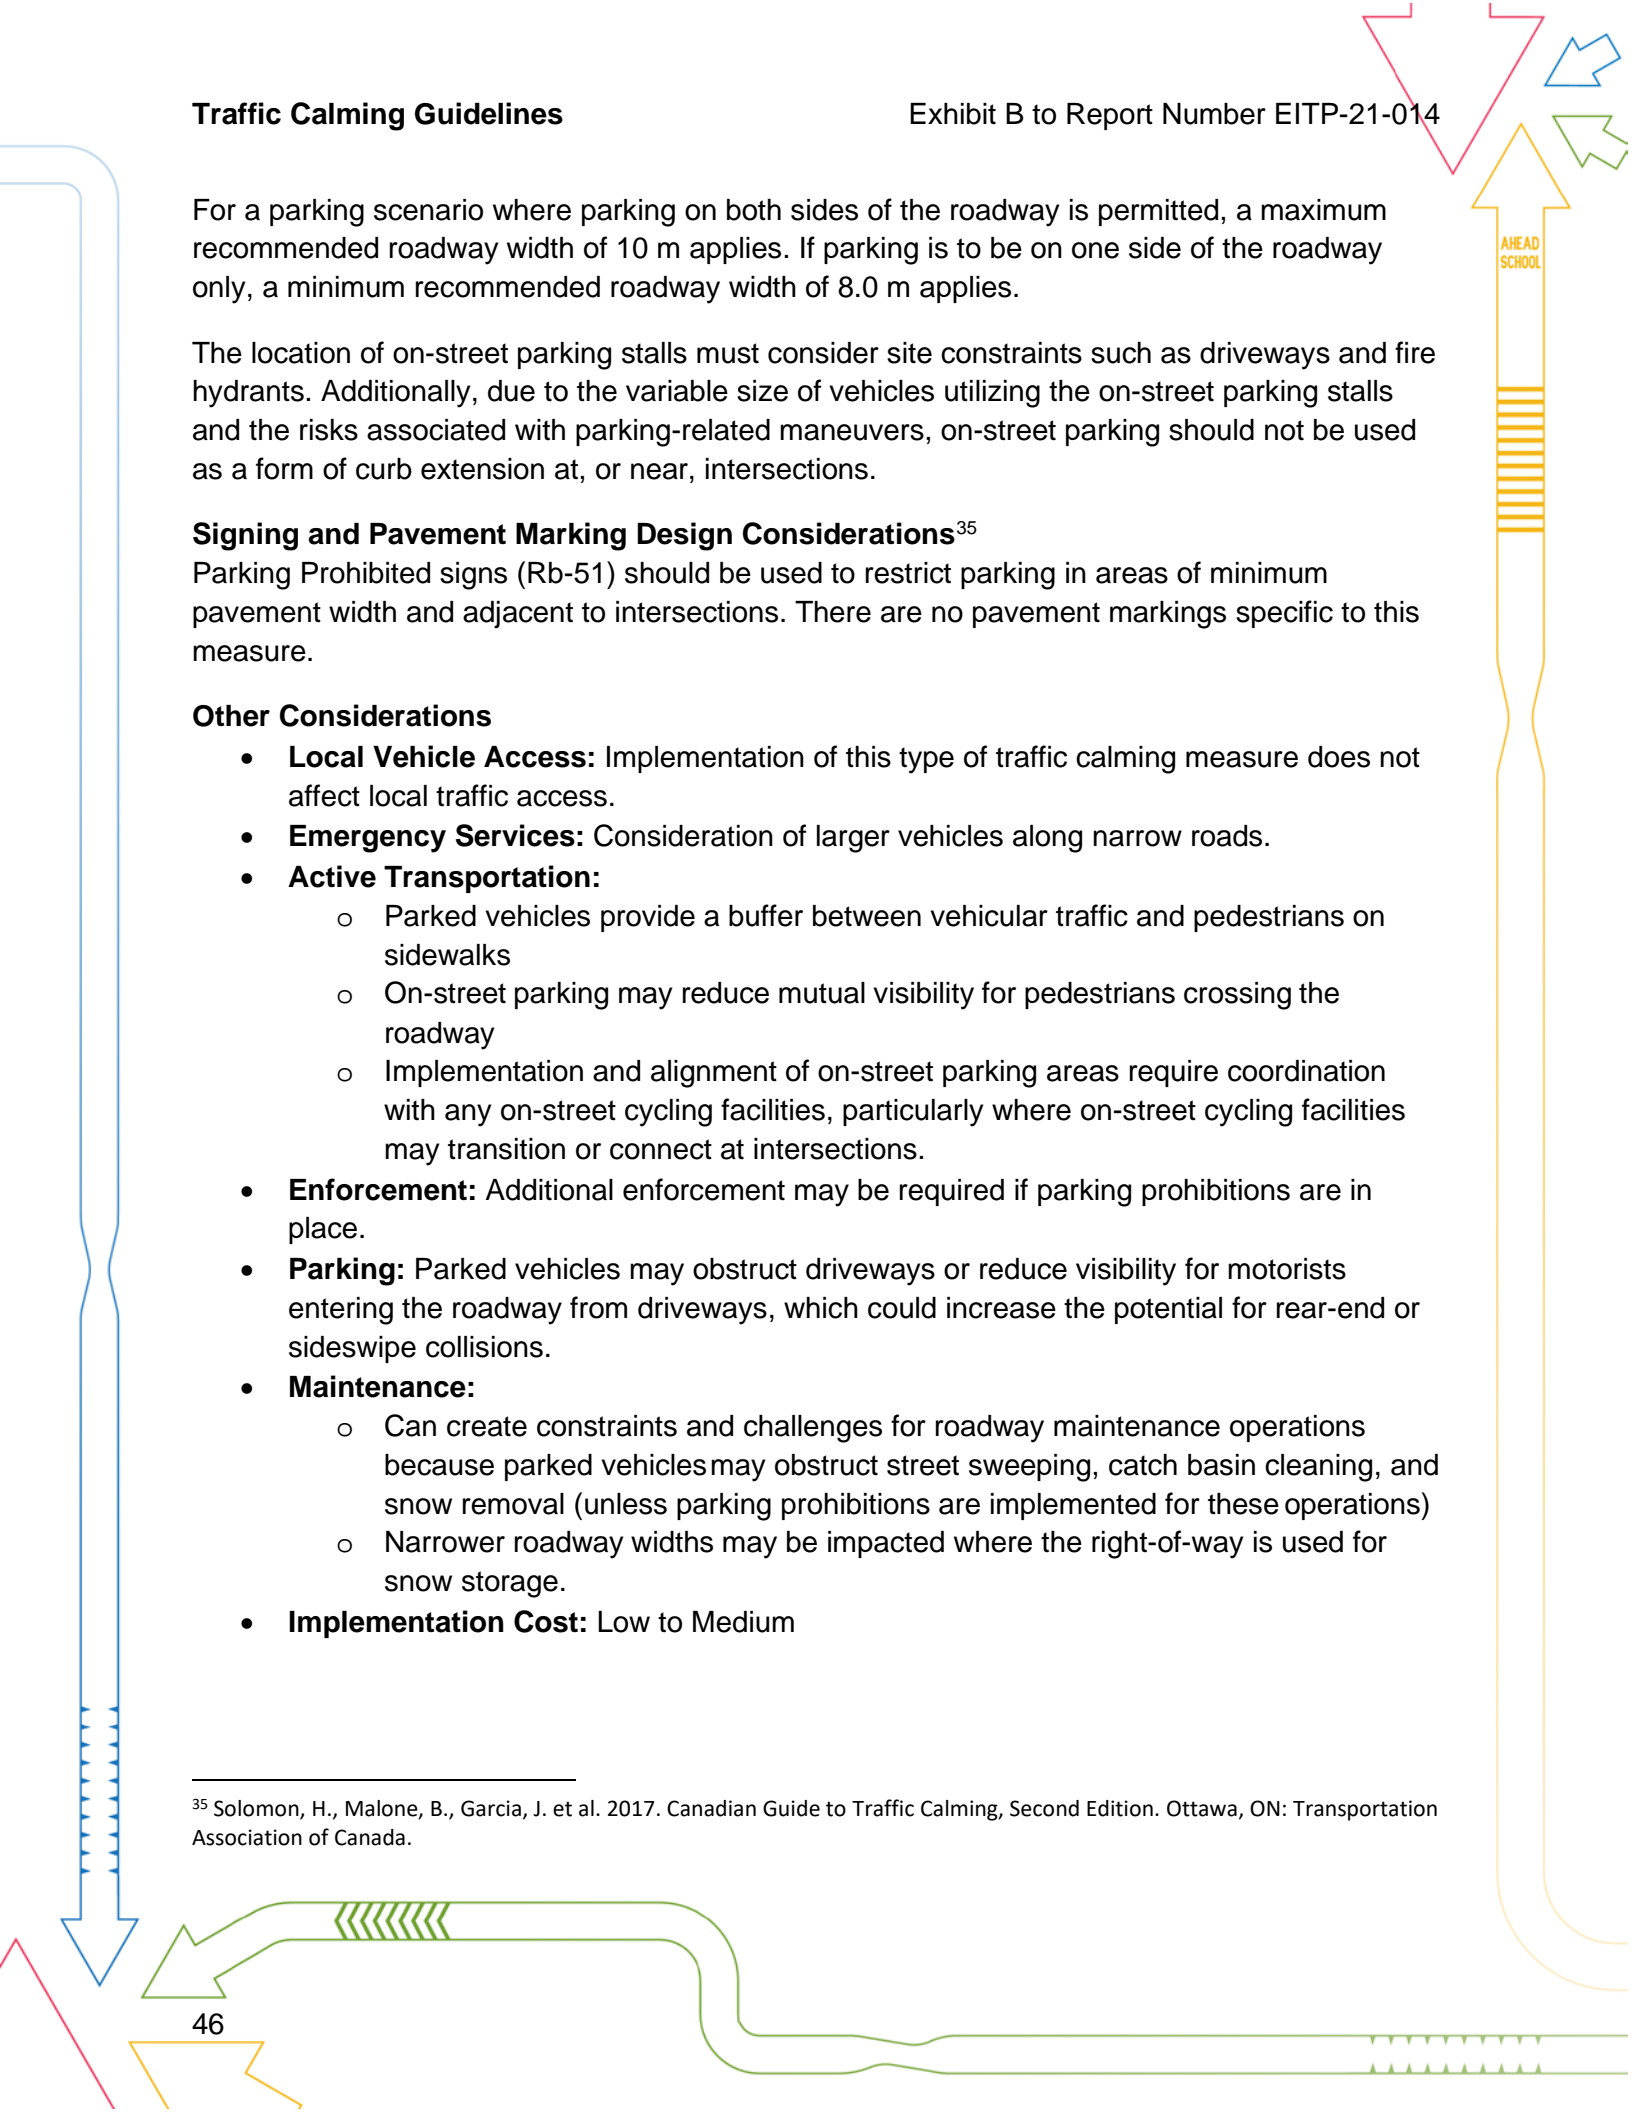 Traffic Calming Guidelines Exhibit B to Report Number EITP-21-014
AHEAD
SCHOOL
For a parking scenario where parking on both sides of the roadway is permitted, a maximum
recommended roadway width of 10 m applies. If parking is to be on one side of the roadway
only, a minimum recommended roadway width of 8.0 m applies.
The location of on-street parking stalls must consider site constraints such as driveways and fire
hydrants. Additionally, due to the variable size of vehicles utilizing the on-street parking stalls
and the risks associated with parking-related maneuvers, on-street parking should not be used
as a form of curb extension at, or near, intersections.
Signing and Pavement Marking Design Considerations35
Parking Prohibited signs (Rb-51) should be used to restrict parking in areas of minimum
pavement width and adjacent to intersections. There are no pavement markings specific to this
measure.
Other Considerations
• Local Vehicle Access: Implementation of this type of traffic calming measure does not
affect local traffic access.
• Emergency Services: Consideration of larger vehicles along narrow roads.
• Active Transportation:
o Parked vehicles provide a buffer between vehicular traffic and pedestrians on
sidewalks
o On-street parking may reduce mutual visibility for pedestrians crossing the
roadway
o Implementation and alignment of on-street parking areas require coordination
with any on-street cycling facilities, particularly where on-street cycling facilities
may transition or connect at intersections.
• Enforcement: Additional enforcement may be required if parking prohibitions are in
place.
• Parking: Parked vehicles may obstruct driveways or reduce visibility for motorists
entering the roadway from driveways, which could increase the potential for rear-end or
sideswipe collisions.
• Maintenance:
o Can create constraints and challenges for roadway maintenance operations
because parked vehicles may obstruct street sweeping, catch basin cleaning, and
snow removal (unless parking prohibitions are implemented for these operations)
o Narrower roadway widths may be impacted where the right-of-way is used for
snow storage.
• Implementation Cost: Low to Medium
35 Solomon, H., Malone, B., Garcia, J. et al. 2017. Canadian Guide to Traffic Calming, Second Edition. Ottawa, ON: Transportation
Association of Canada.
46